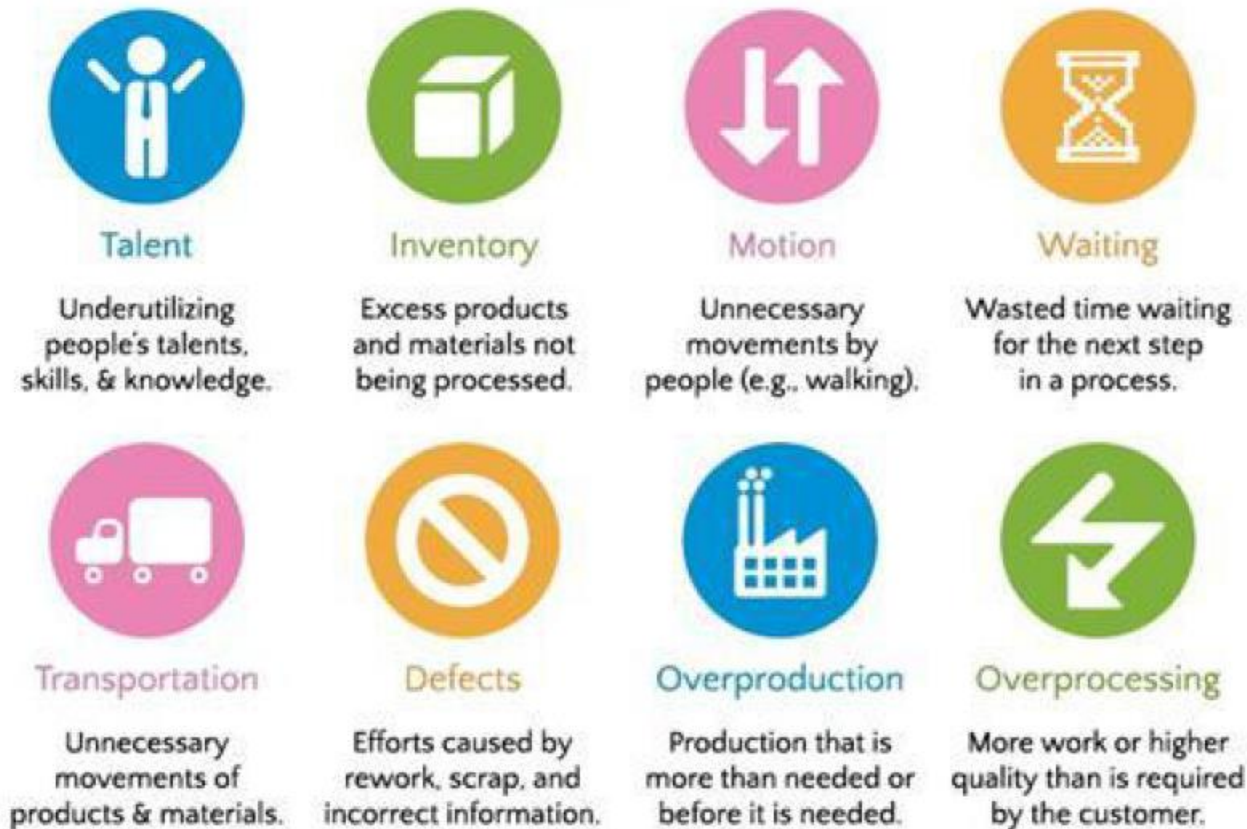 Talent
Underutilizing
people's talents,
skills, & knowledge.
Inventory
Excess products
and materials not
being processed.
Motion
Unnecessary
movements by
people (e.g., walking).
Waiting
Wasted time waiting
for the next step
in a process.
Transportation
Unnecessary
movements of
products & materials.
Defects
Efforts caused by
rework, scrap, and
incorrect information.
Overproduction
Production that is
more than needed or
before it is needed.
Overprocessing
More work or higher
quality than is required
by the customer.